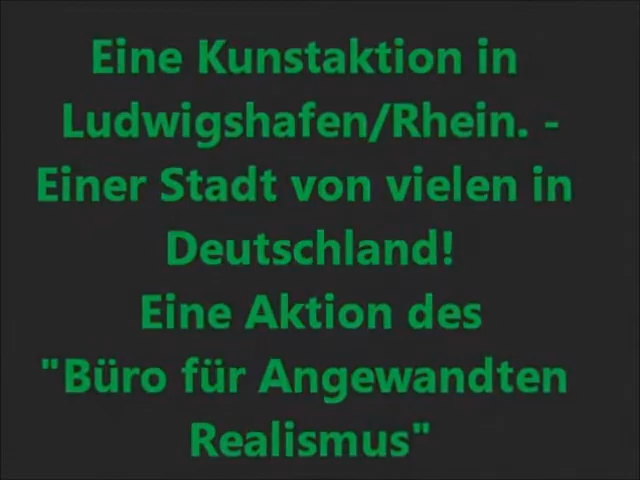 Eine Kunstaktion in
Ludwigshafen/Rhein. -
Einer Stadt von vielen in
Deutschland!
Eine Aktion des
"Büro für Angewandten
Realismus"